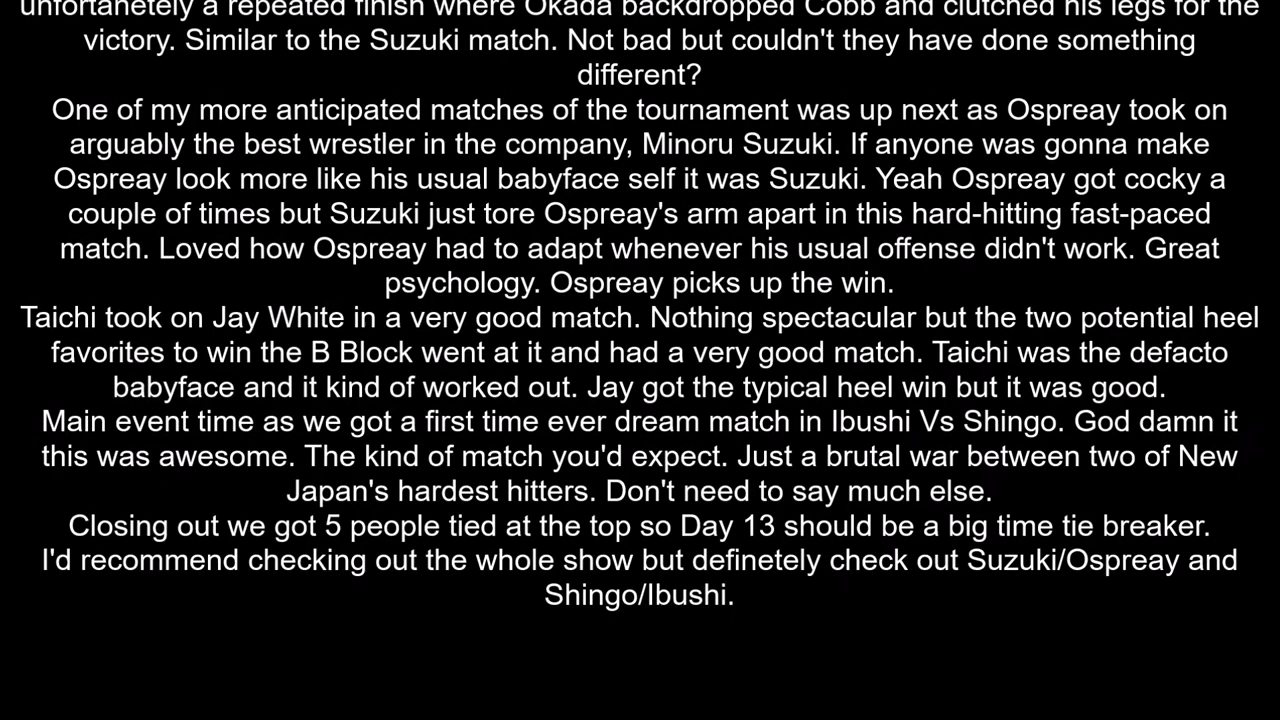 unfortanetely a repeated finish where Okada backdropped Cobb and clutched his legs for the
victory. Similar to the Suzuki match. Not bad but couldn't they have done something
different?
One of my more anticipated matches of the tournament was up next as Ospreay took on
arguably the best wrestler in the company, Minoru Suzuki. If anyone was gonna make
Ospreay look more like his usual babyface self it was Suzuki. Yeah Ospreay got cocky a
couple of times but Suzuki just tore Ospreay's arm apart in this hard-hitting fast-paced
match. Loved how Ospreay had to adapt whenever his usual offense didn't work. Great
psychology. Ospreay picks up the win.
Taichi took on Jay White in a very good match. Nothing spectacular but the two potential heel
favorites to win the B Block went at it and had a very good match. Taichi was the defacto
babyface and it kind of worked out. Jay got the typical heel win but it was good.
Main event time as we got a first time ever dream match in Ibushi Vs Shingo. God damn it
this was awesome. The kind of match you'd expect. Just a brutal war between two of New
Japan's hardest hitters. Don't need to say much else.
Closing out we got 5 people tied at the top so Day 13 should be a big time tie breaker.
I'd recommend checking out the whole show but definetely check out Suzuki/Ospreay and
Shingo/Ibushi.